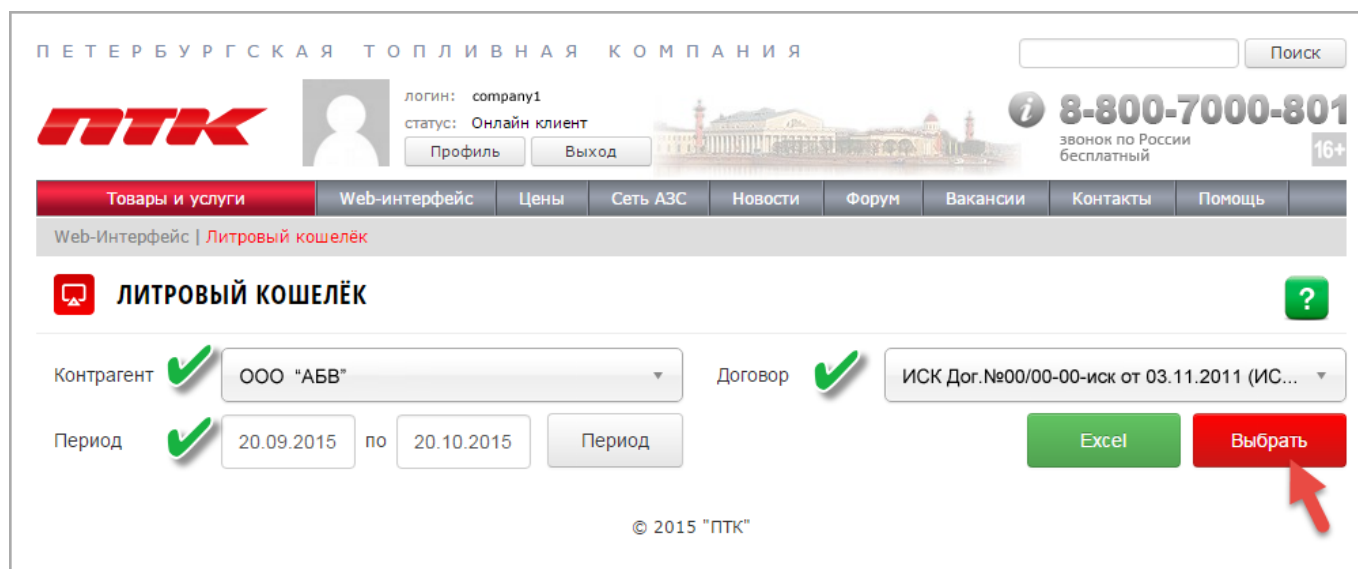 ПЕТЕРБУРГСКАЯ ТОПЛИВНАЯ КОМПАНИЯ
Поиск
ПТК
логин: company1
статус: Онлайн клиент
Профиль Выход
8-800-7000-801
звонок по России
бесплатный
16+
Товары и услуги Web-интерфейс Цены Сеть АЗС Новости Форум Вакансии Контакты Помощь
Web-Интерфейс | Литровый кошелёк
ЛИТРОВЫЙ КОШЕЛЁК
?
Контрагент ООО "АБВ" Договор ИСК Дог.№00/00-00-иск от 03.11.2011 (ИС...
Период 20.09.2015 по 20.10.2015 Период Excel Выбрать
© 2015 "ПТК"